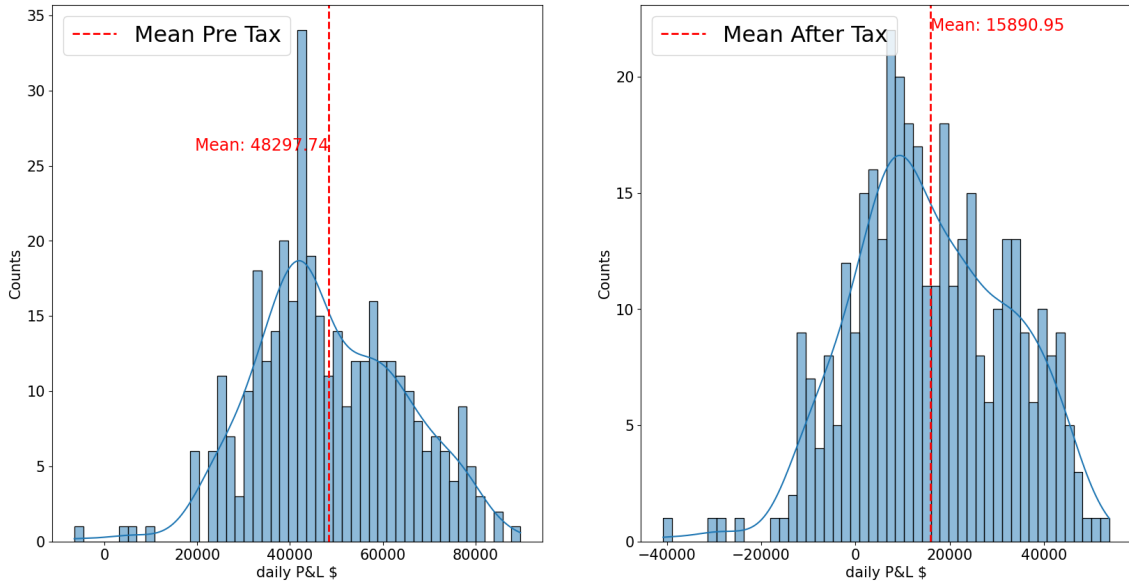 Mean Pre Tax
Mean: 48297.74
35
30
25
20
15
10
5
0
Counts
0
20000
40000
60000
80000
daily P&L $
Mean After Tax
Mean: 15890.95
20
15
10
5
0
Counts
−40000
−20000
0
20000
40000
daily P&L $